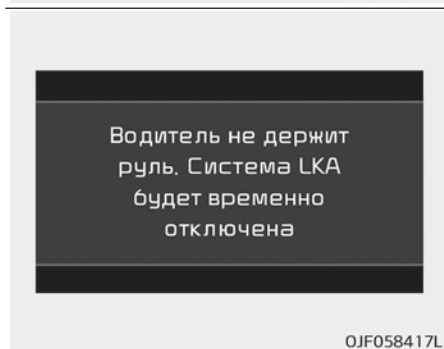 Водитель не держит
руль. Система LKA
будет временно
отключена
OJF058417L